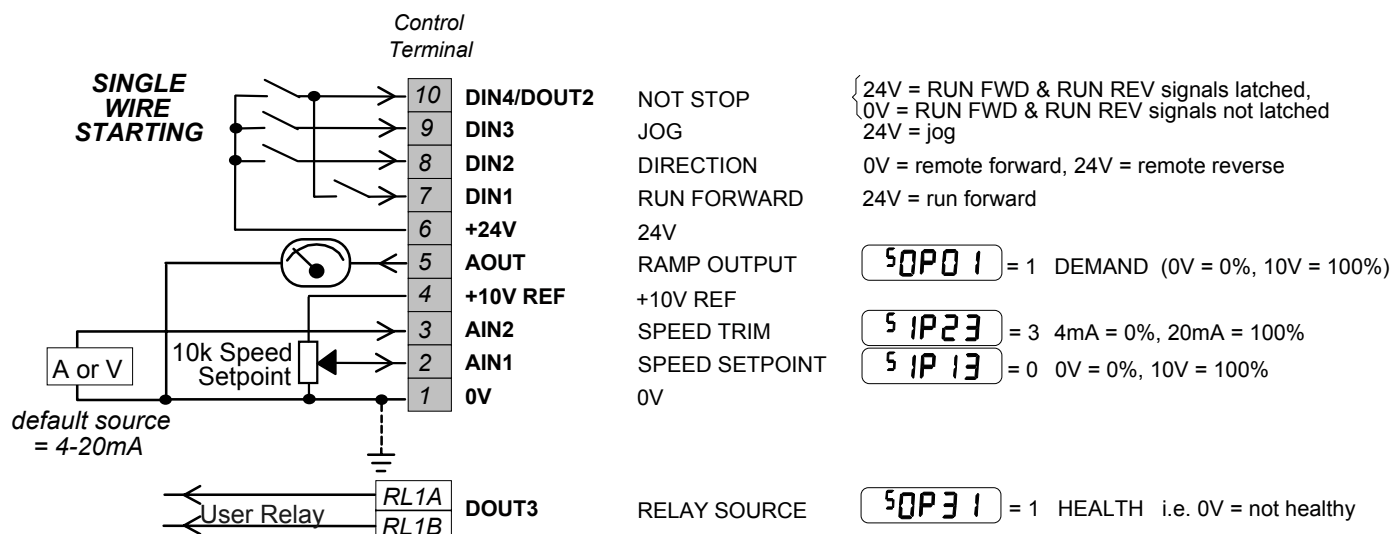 Control
Terminal
SINGLE
WIRE
STARTING
10 DIN4/DOUT2 NOT STOP 24V = RUN FWD & RUN REV signals latched,
0V = RUN FWD & RUN REV signals not latched
9 DIN3 JOG 24V = jog
8 DIN2 DIRECTION 0V = remote forward, 24V = remote reverse
7 DIN1 RUN FORWARD 24V = run forward
6 +24V 24V
5 AOUT RAMP OUTPUT SOP01 = 1 DEMAND (0V = 0%, 10V = 100%)
4 +10V REF +10V REF
3 AIN2 SPEED TRIM SIP23 = 3 4mA = 0%, 20mA = 100%
A or V
10k Speed
Setpoint
2 AIN1 SPEED SETPOINT SIP13 = 0 0V = 0%, 10V = 100%
1 0V 0V
default source
= 4-20mA
User Relay
RL1A
RL1B
DOUT3 RELAY SOURCE SOP31 = 1 HEALTH i.e. 0V = not healthy